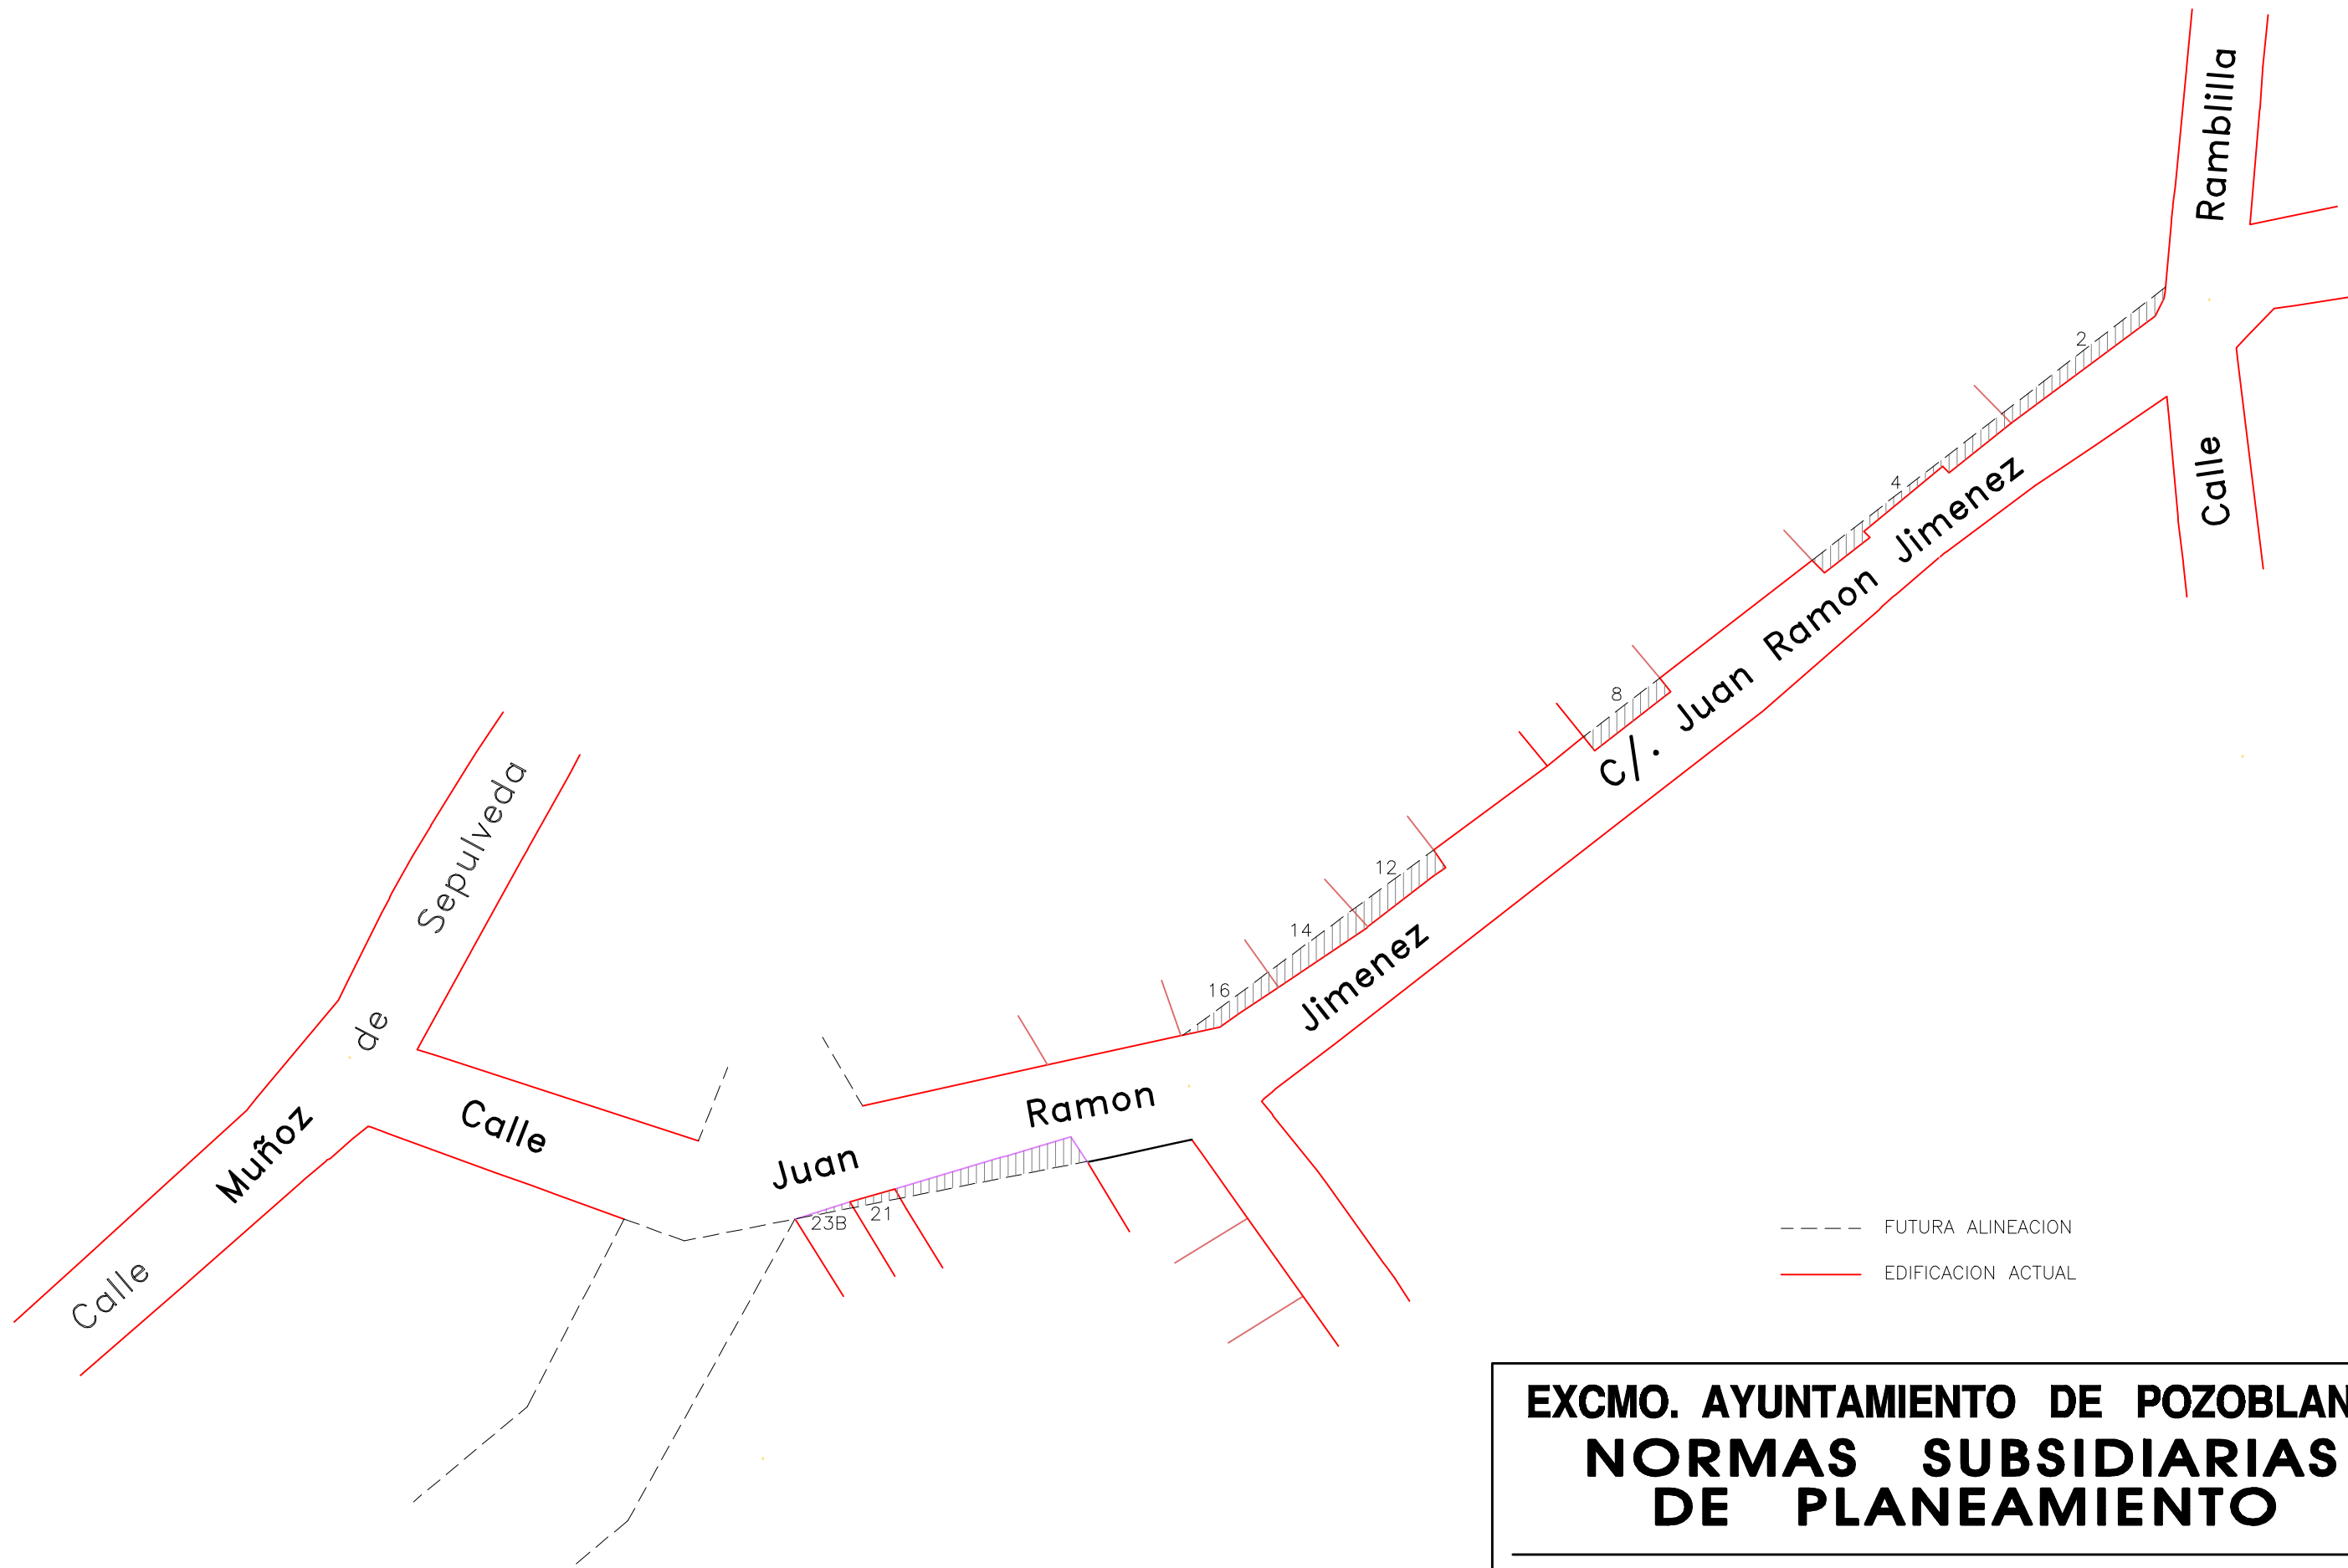 Ramblilla
2
Calle
4
C/. Juan Ramon Jimenez
8
12
14
16
Calle Muñoz de Sepulveda
Calle Juan Ramon Jimenez
23B
21
FUTURA ALINEACION
EDIFICACION ACTUAL
EXCMO. AYUNTAMIENTO DE POZOBLAN
NORMAS SUBSIDIARIAS
DE PLANEAMIENTO